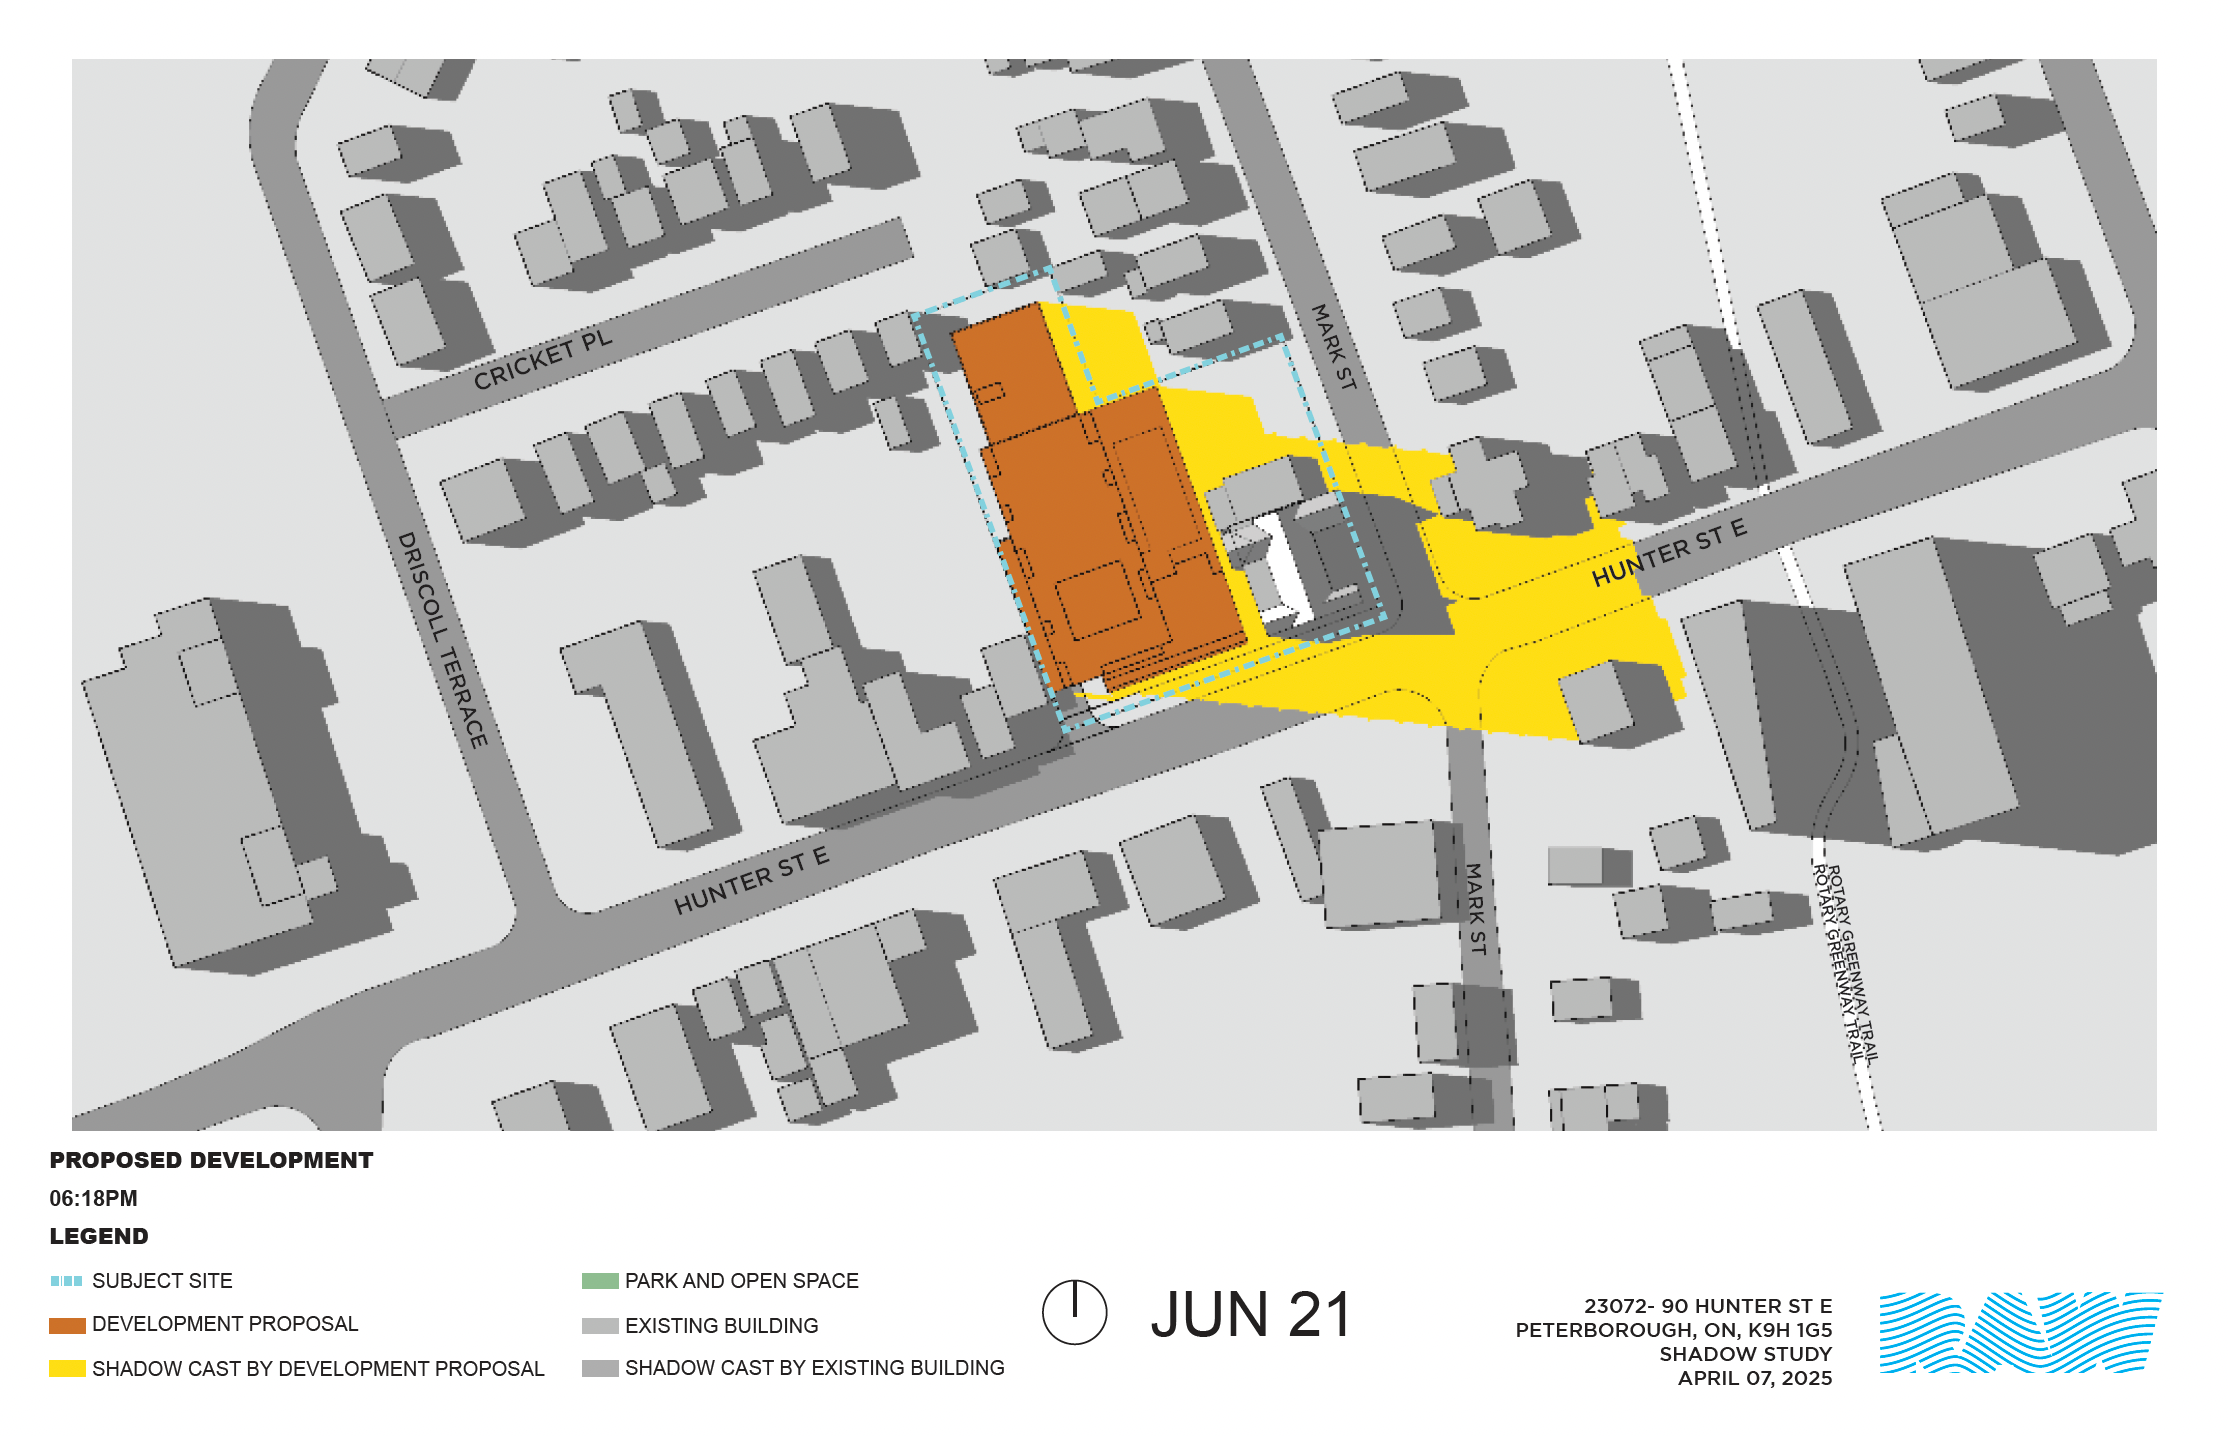 CRICKET PL
MARK ST
DRISCOLL TERRACE
HUNTER ST E
HUNTER ST E
MARK ST
ROTARY GREENWAY TRAIL
ROTARY GREENWAY TRAIL
PROPOSED DEVELOPMENT
06:18PM
LEGEND
SUBJECT SITE
DEVELOPMENT PROPOSAL
SHADOW CAST BY DEVELOPMENT PROPOSAL
PARK AND OPEN SPACE
EXISTING BUILDING
SHADOW CAST BY EXISTING BUILDING
JUN 21
23072- 90 HUNTER ST E
PETERBOROUGH, ON, K9H 1G5
SHADOW STUDY
APRIL 07, 2025